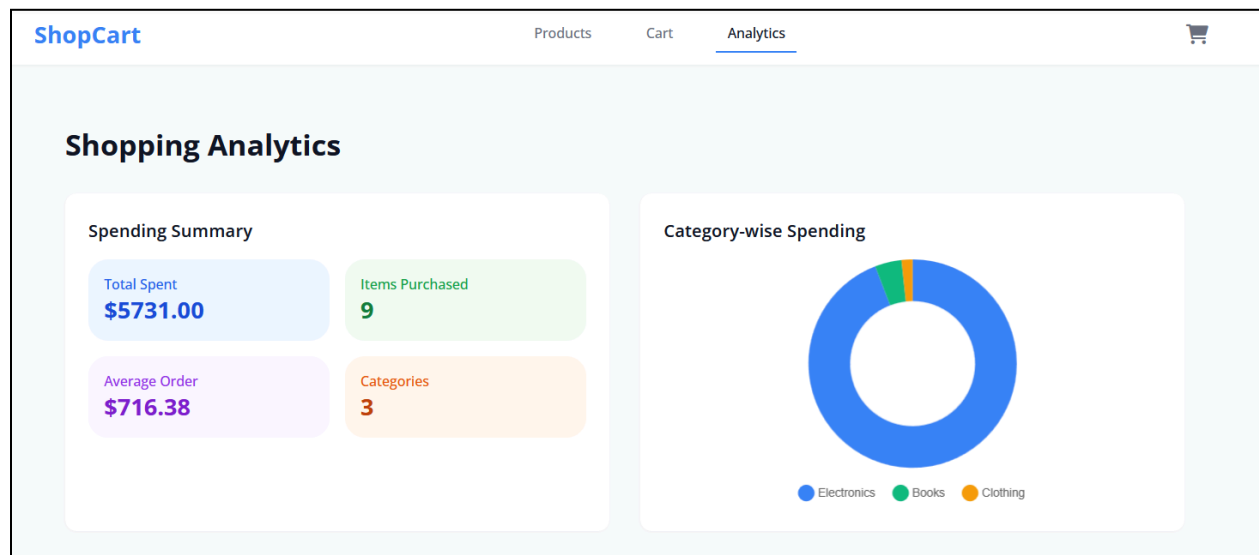 ShopCart
Products
Cart
Analytics
Shopping Analytics
Spending Summary
Total Spent
$5731.00
Items Purchased
9
Average Order
$716.38
Categories
3
Category-wise Spending
Electronics
Books
Clothing